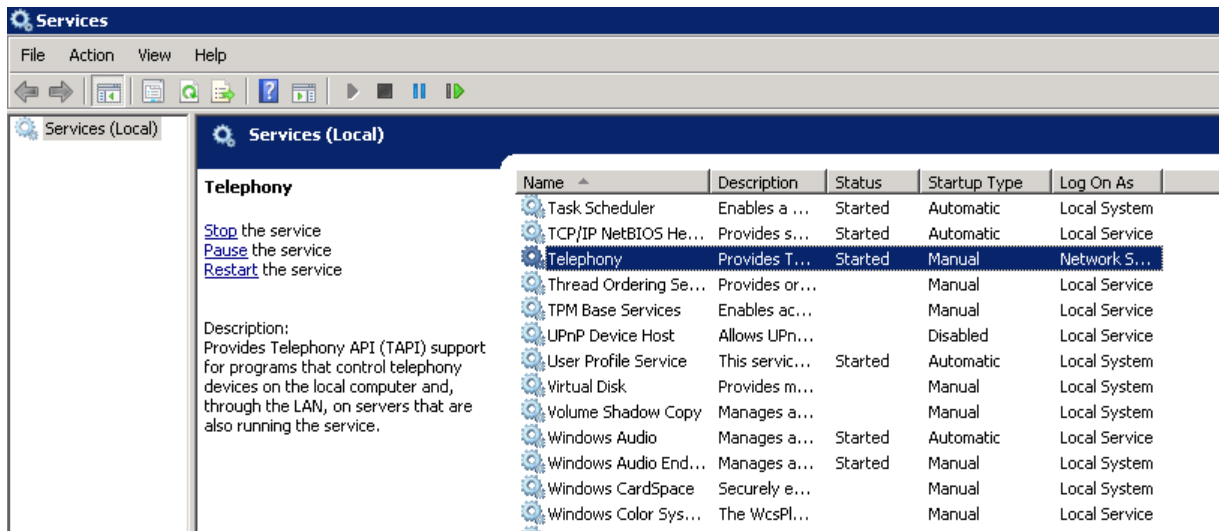 Services
File Action View Help
Services (Local)
Services (Local)
Telephony
Stop the service
Pause the service
Restart the service
Description:
Provides Telephony API (TAPI) support
for programs that control telephony
devices on the local computer and,
through the LAN, on servers that are
also running the service.
Name Description Status Startup Type Log On As
Task Scheduler Enables a ... Started Automatic Local System
TCP/IP NetBIOS He... Provides s... Started Automatic Local Service
Telephony Provides T... Started Manual Network S...
Thread Ordering Se... Provides or... Manual Local Service
TPM Base Services Enables ac... Manual Local Service
UPnP Device Host Allows UPn... Disabled Local Service
User Profile Service This servic... Started Automatic Local System
Virtual Disk Provides m... Manual Local System
Volume Shadow Copy Manages a... Manual Local System
Windows Audio Manages a... Started Automatic Local Service
Windows Audio End... Manages a... Started Manual Local System
Windows CardSpace Securely e... Manual Local System
Windows Color Sys... The WcsPl... Manual Local Service